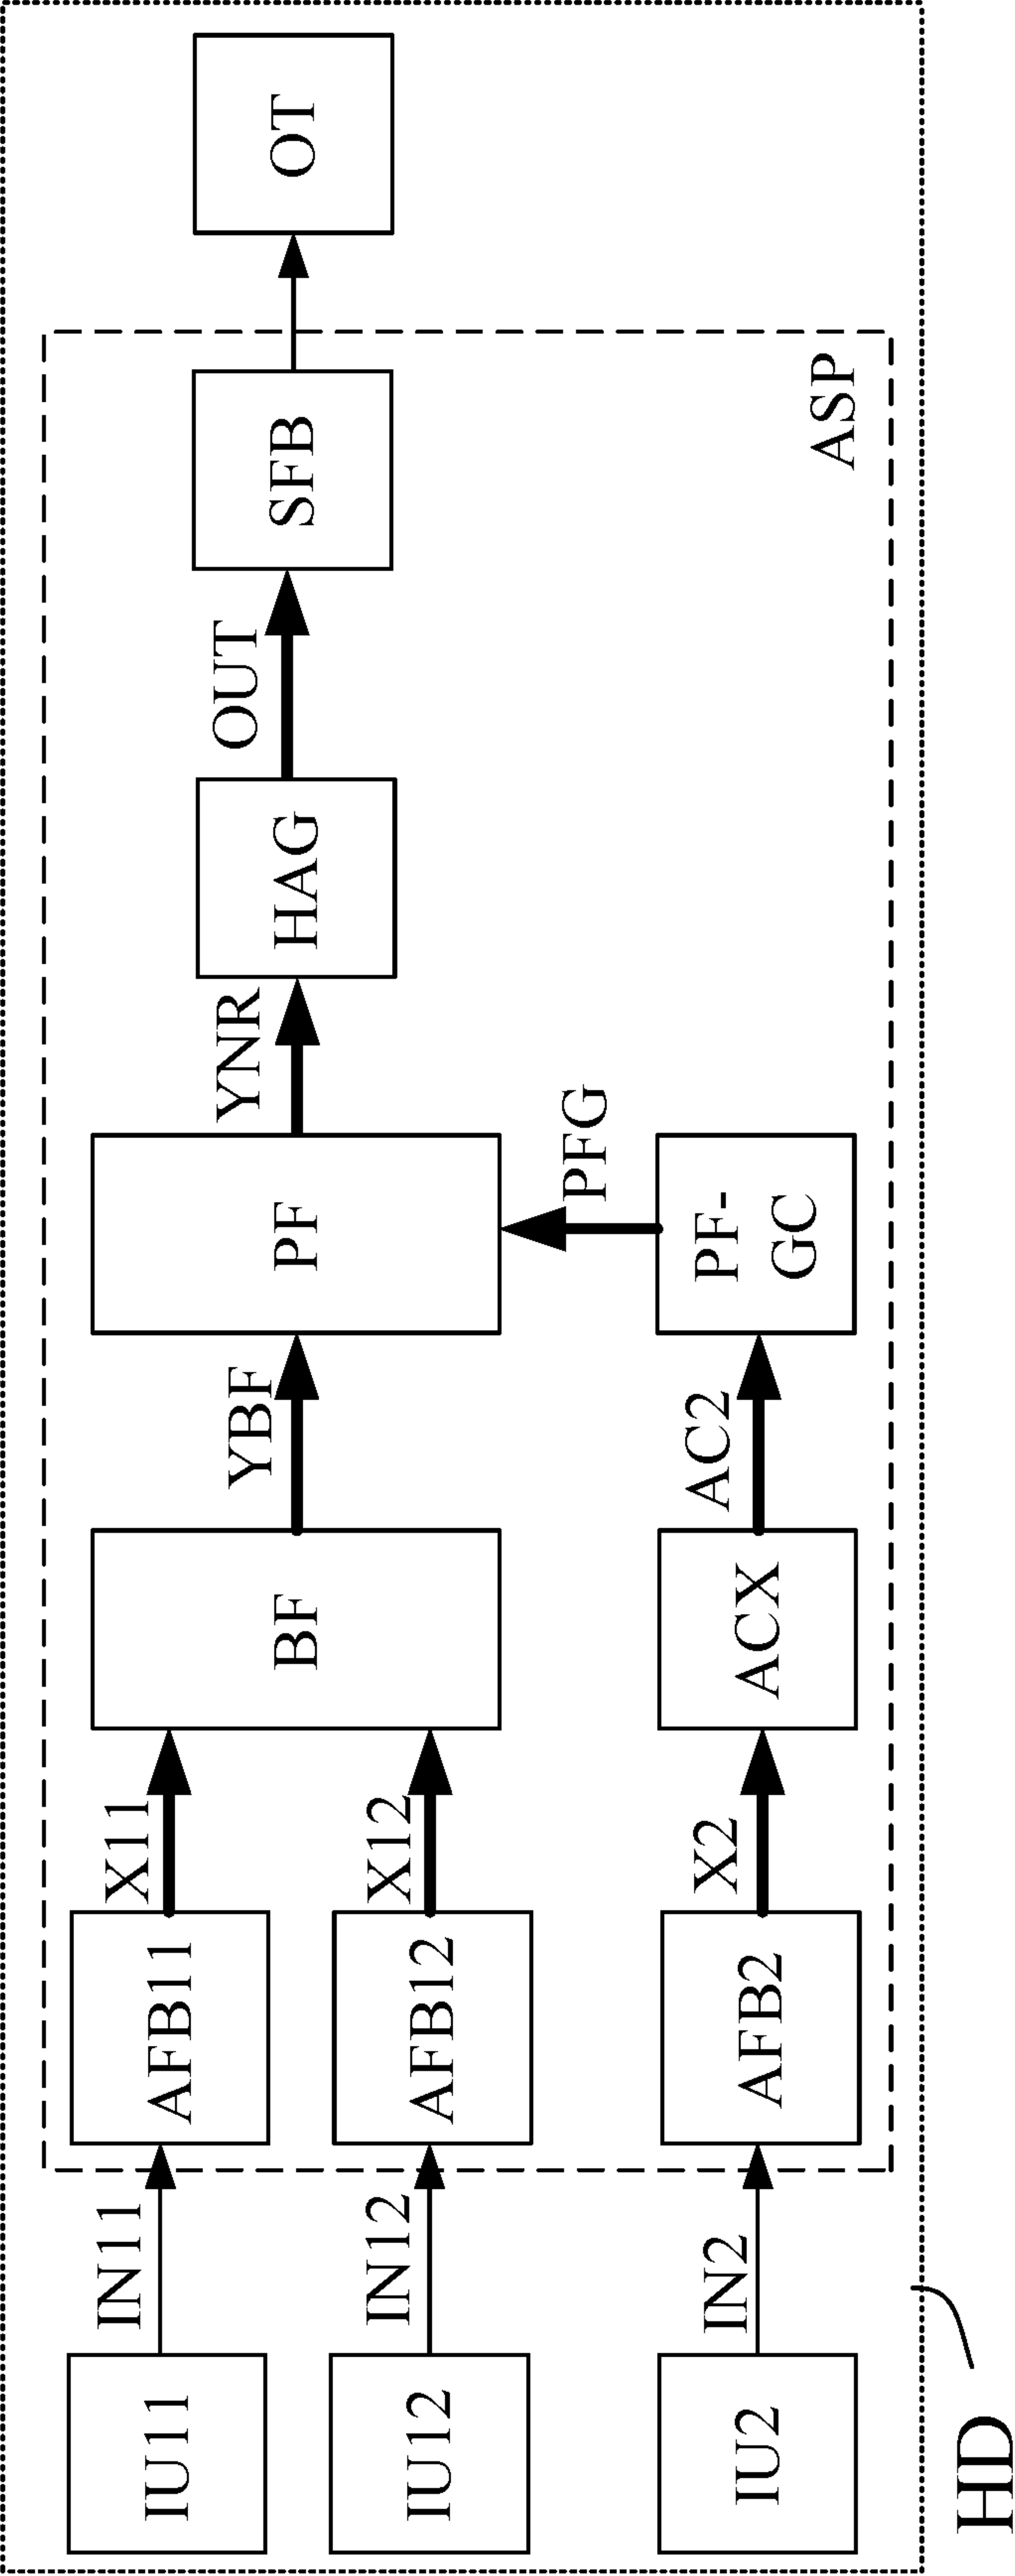 IU11
IN11
AFB11
X11
BF
YBF
PF
YNR
HAG
OUT
SFB
OT
IU12
IN12
AFB12
X12
PFG
IU2
IN2
AFB2
X2
ACX
AC2
PF-
GC
ASP
HD